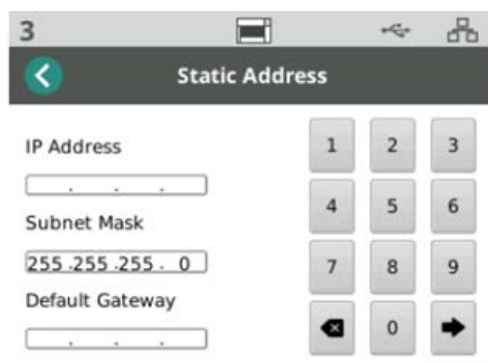 3
Static Address
IP Address
. . .
Subnet Mask
255 .255 .255 . 0
Default Gateway
. . .
1 2 3
4 5 6
7 8 9
0